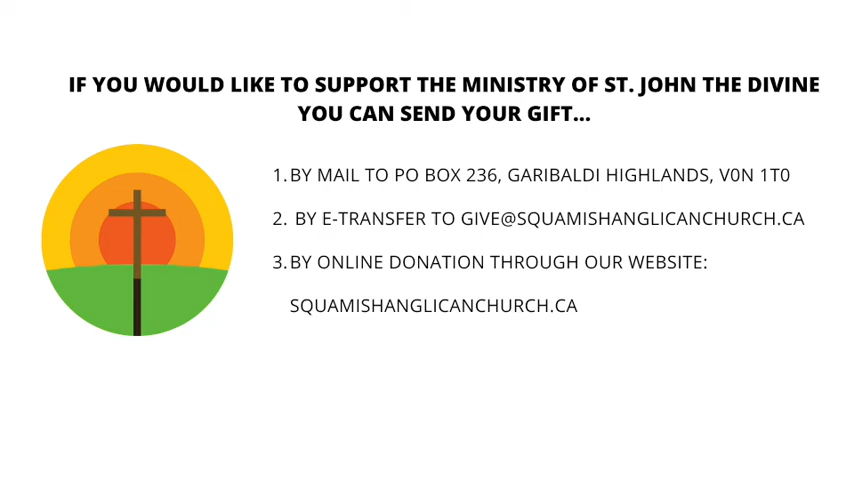 IF YOU WOULD LIKE TO SUPPORT THE MINISTRY OF ST. JOHN THE DIVINE
YOU CAN SEND YOUR GIFT...
1. BY MAIL TO PO BOX 236, GARIBALDI HIGHLANDS, V0N 1T0
2. BY E-TRANSFER TO GIVE@SQUAMISHANGLICANCHURCH.CA
3. BY ONLINE DONATION THROUGH OUR WEBSITE:
SQUAMISHANGLICANCHURCH.CA